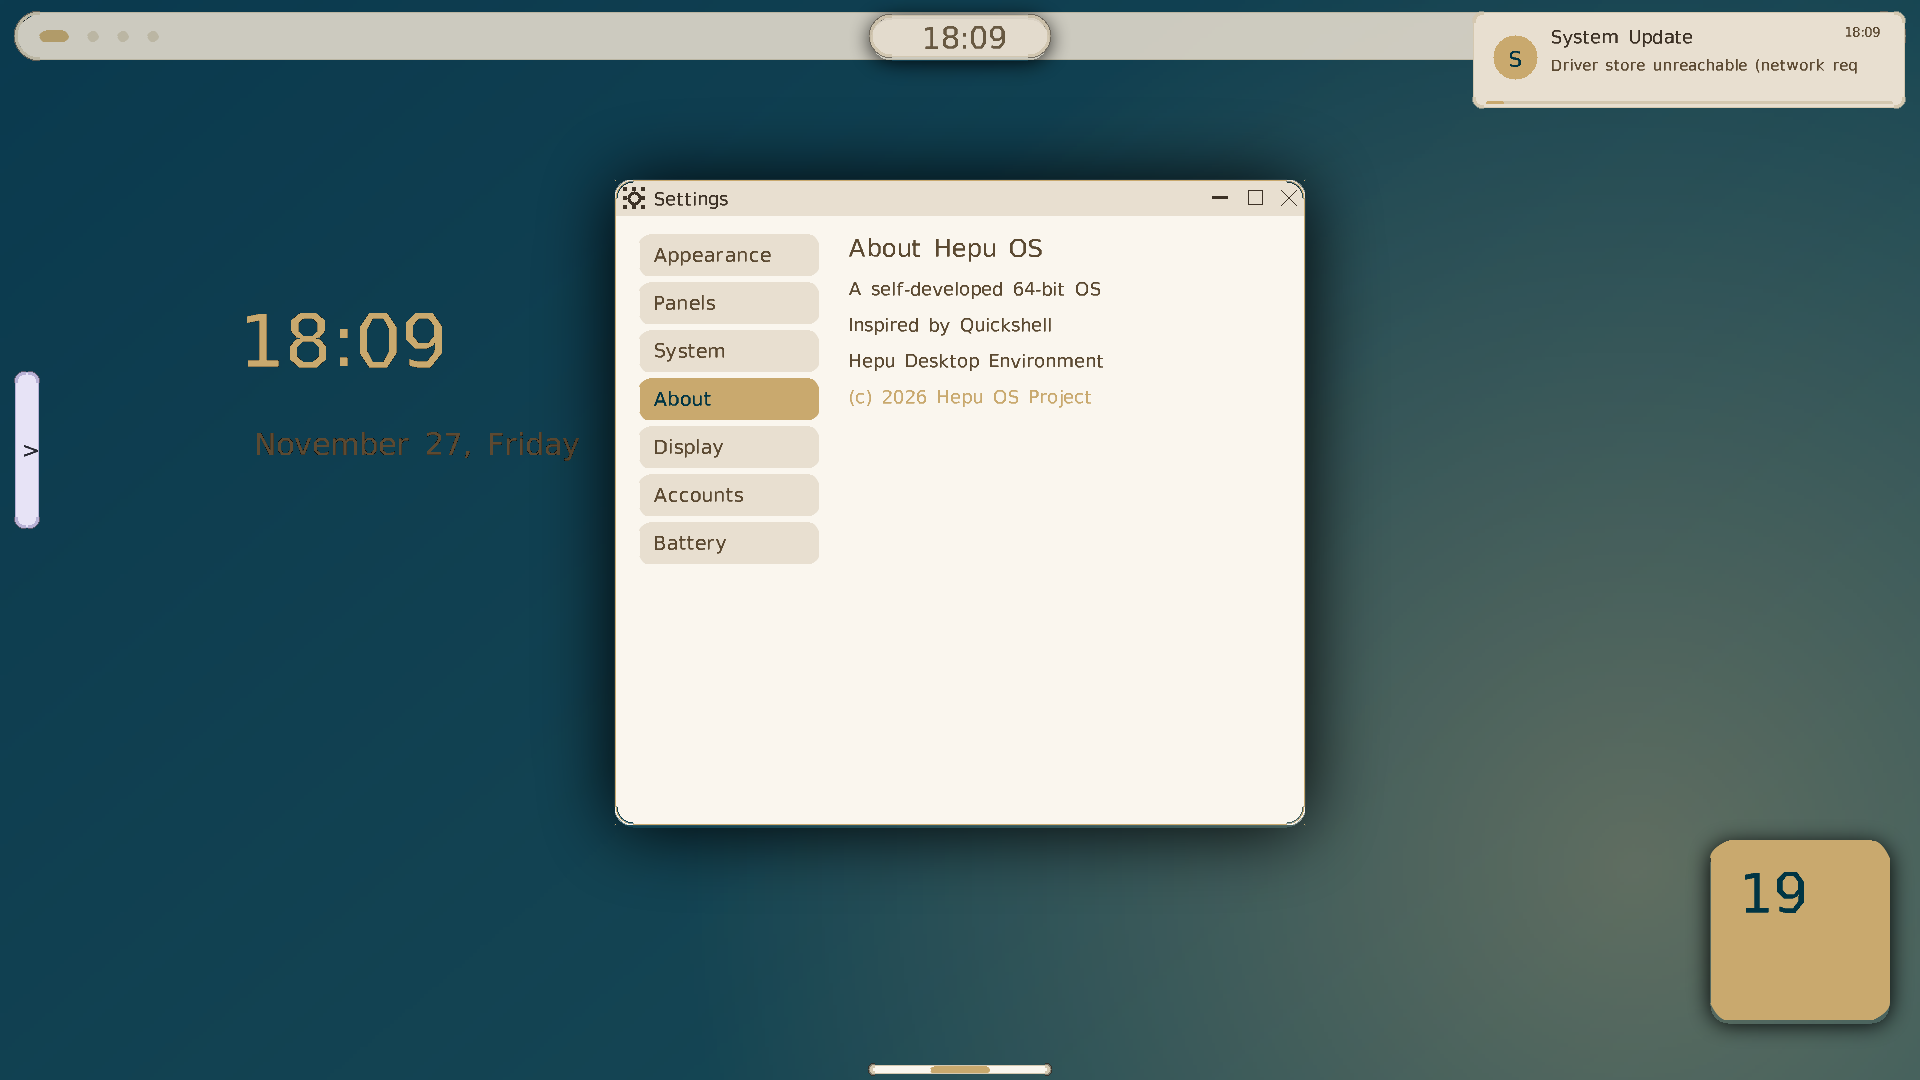 18:09
System Update
18:09
S
Driver store unreachable (network req
Settings
Appearance
Panels
System
About
Display
Accounts
Battery
About Hepu OS
A self-developed 64-bit OS
Inspired by Quickshell
Hepu Desktop Environment
(c) 2026 Hepu OS Project
18:09
November 27, Friday
>
19